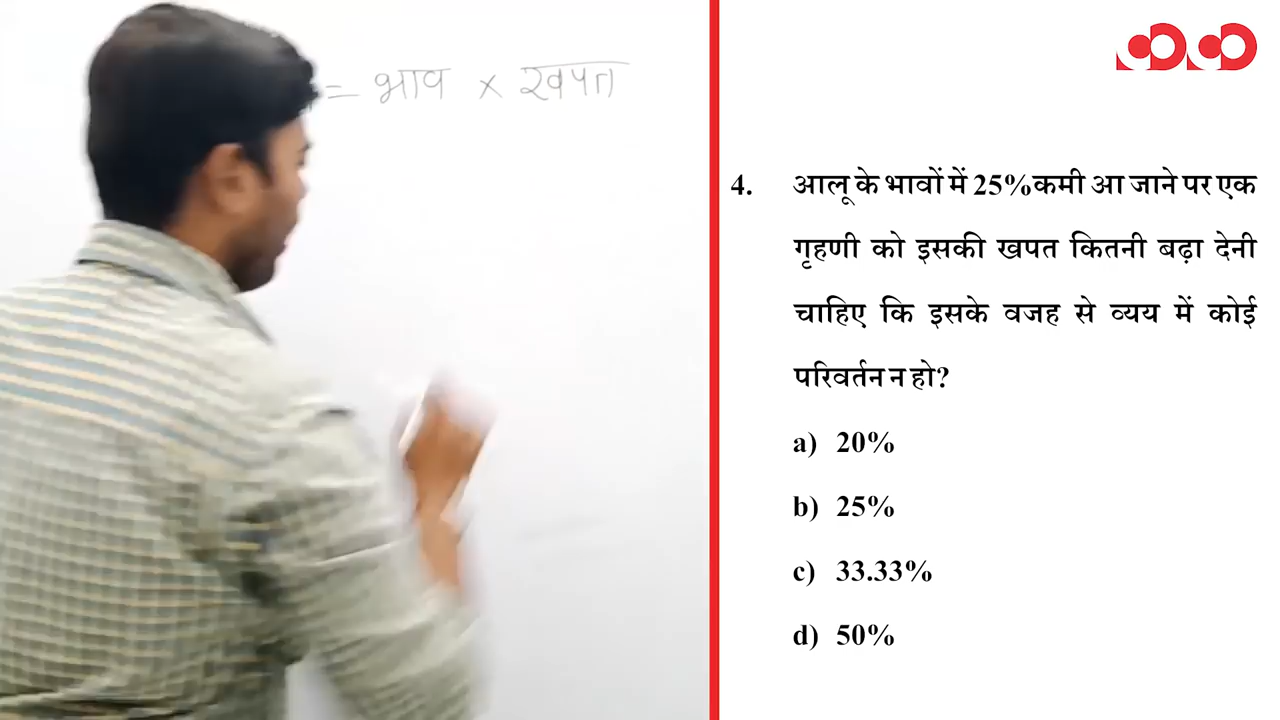 = भाव × खपत
4. आलू के भावों में 25% कमी आ जाने पर एक
गृहणी को इसकी खपत कितनी बढ़ा देनी
चाहिए कि इसके वजह से व्यय में कोई
परिवर्तन न हो?
a) 20%
b) 25%
c) 33.33%
d) 50%